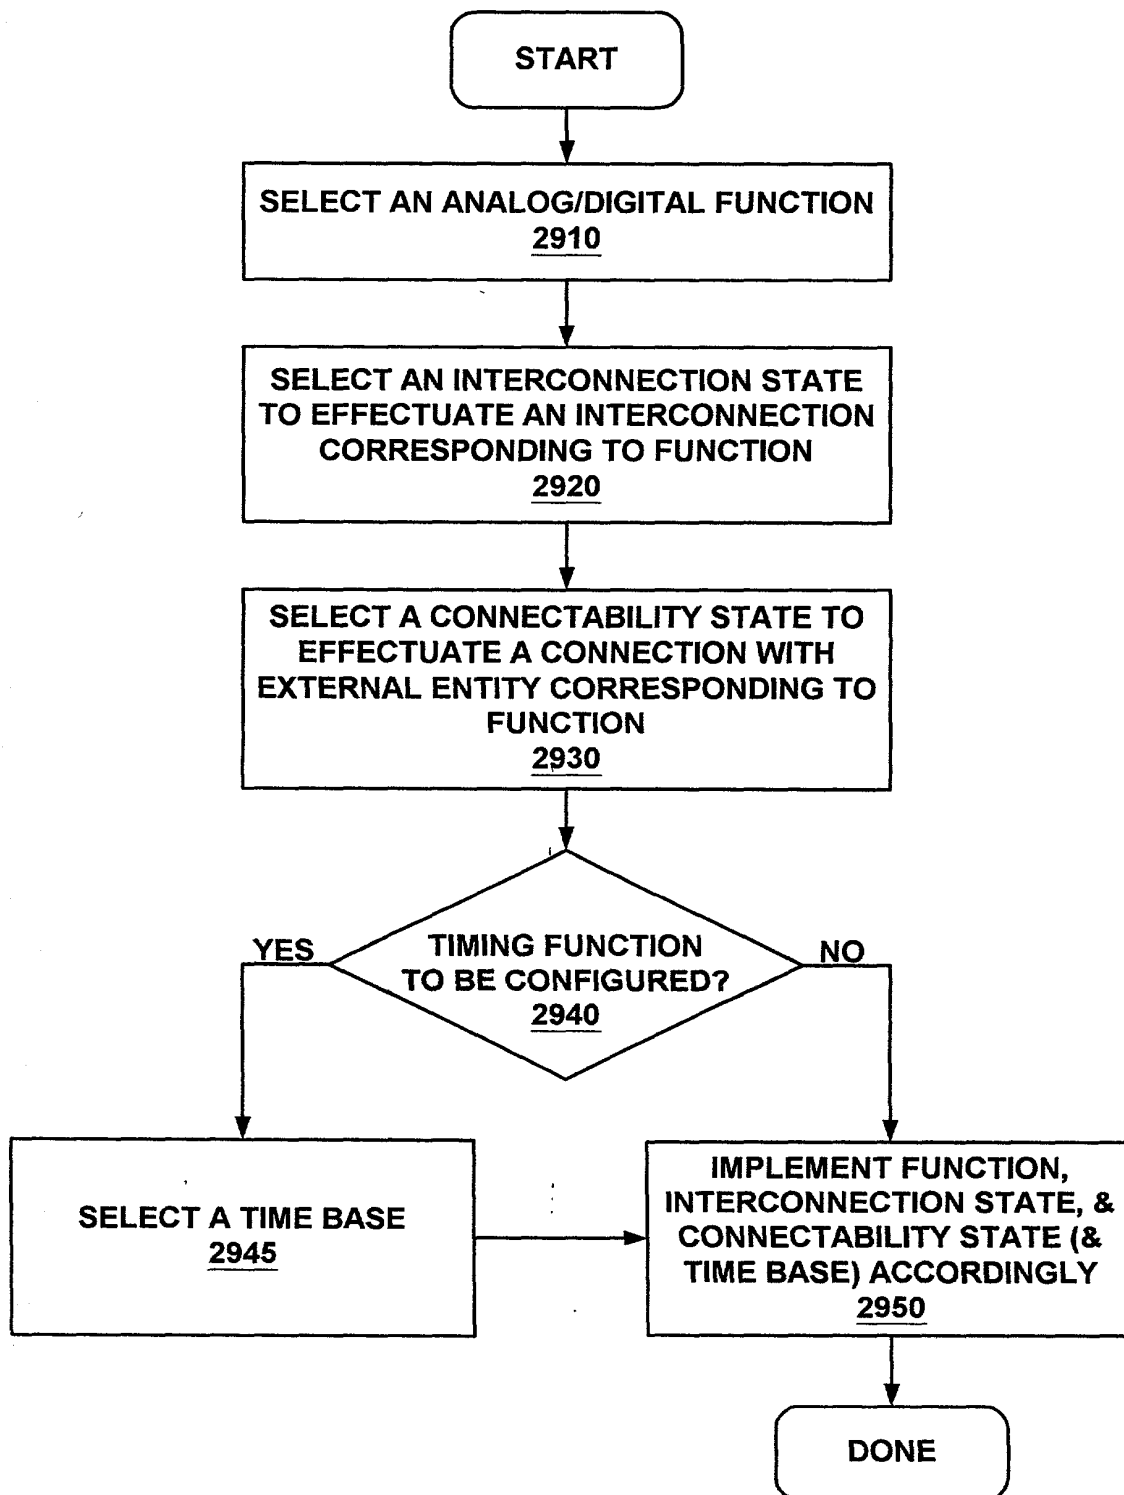 START
SELECT AN ANALOG/DIGITAL FUNCTION
2910
SELECT AN INTERCONNECTION STATE
TO EFFECTUATE AN INTERCONNECTION
CORRESPONDING TO FUNCTION
2920
SELECT A CONNECTABILITY STATE TO
EFFECTUATE A CONNECTION WITH
EXTERNAL ENTITY CORRESPONDING TO
FUNCTION
2930
YES
TIMING FUNCTION
TO BE CONFIGURED?
2940
NO
SELECT A TIME BASE
2945
IMPLEMENT FUNCTION,
INTERCONNECTION STATE, &
CONNECTABILITY STATE (&
TIME BASE) ACCORDINGLY
2950
DONE